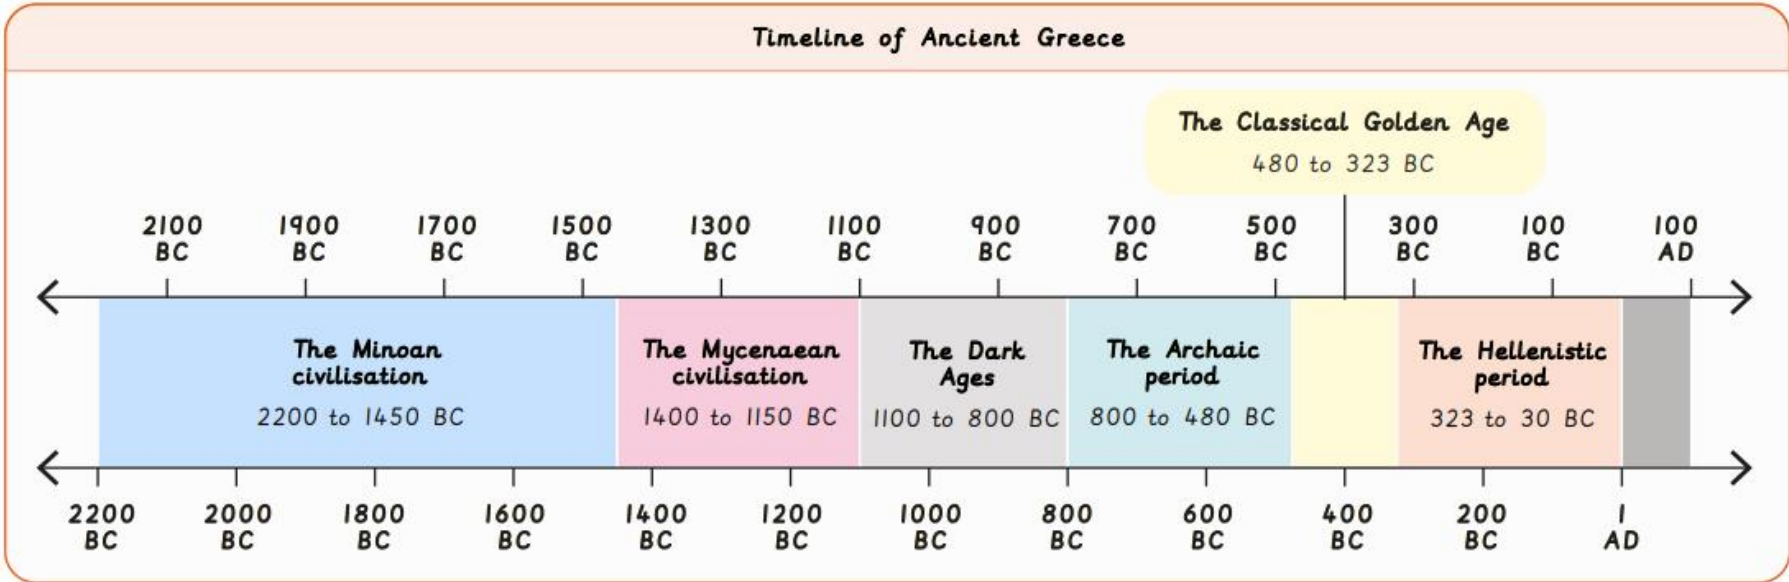 Timeline of Ancient Greece
The Classical Golden Age
480 to 323 BC
2100 BC
1900 BC
1700 BC
1500 BC
1300 BC
1100 BC
900 BC
700 BC
500 BC
300 BC
100 BC
100 AD
The Minoan
civilisation
2200 to 1450 BC
The Mycenaean
civilisation
1400 to 1150 BC
The Dark
Ages
1100 to 800 BC
The Archaic
period
800 to 480 BC
The Hellenistic
period
323 to 30 BC
2200 BC
2000 BC
1800 BC
1600 BC
1400 BC
1200 BC
1000 BC
800 BC
600 BC
400 BC
200 BC
1 AD